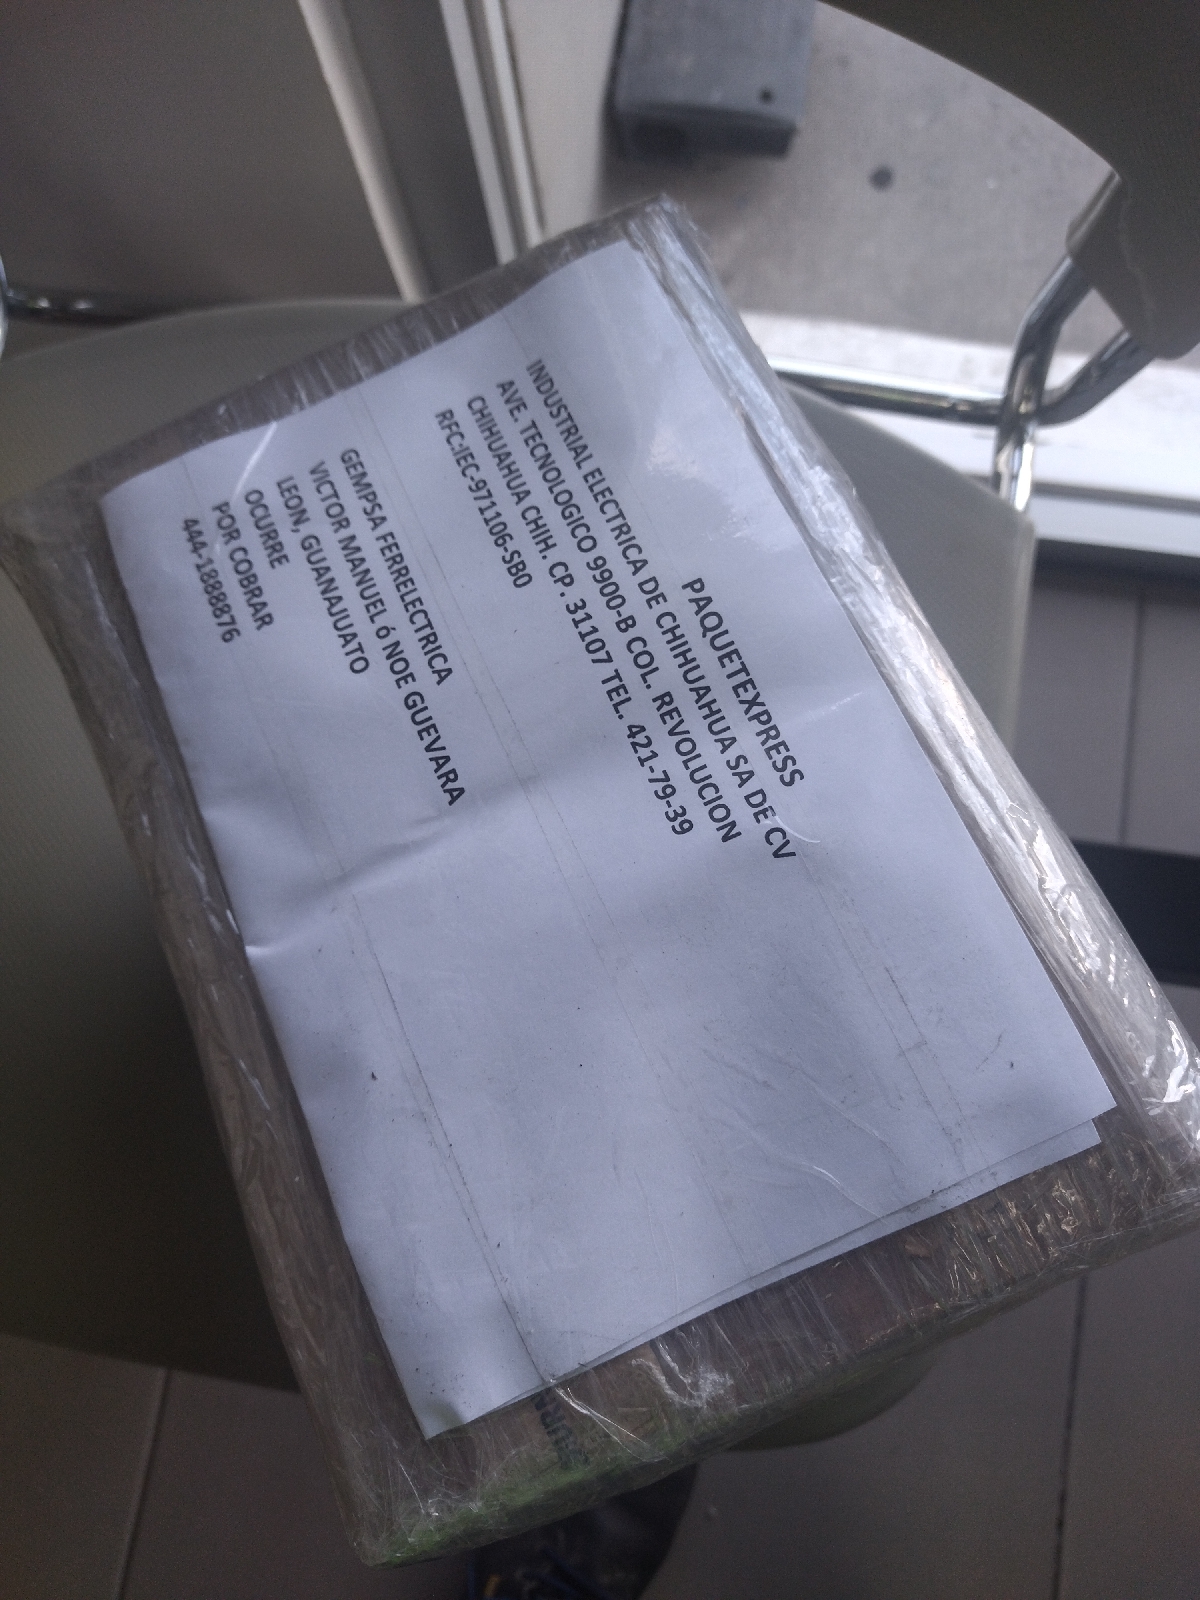 PAQUETEXPRESS
INDUSTRIAL ELECTRICA DE CHIHUAHUA SA DE CV
AVE. TECNOLOGICO 9900-B COL. REVOLUCION
CHIHUAHUA CHIH. CP. 31107 TEL. 421-79-39
RFC:IEC-971106-SB0
GEMPSA FERRELECTRICA
VICTOR MANUEL ó NOE GUEVARA
LEON, GUANAJUATO
OCURRE
POR COBRAR
444-1888876